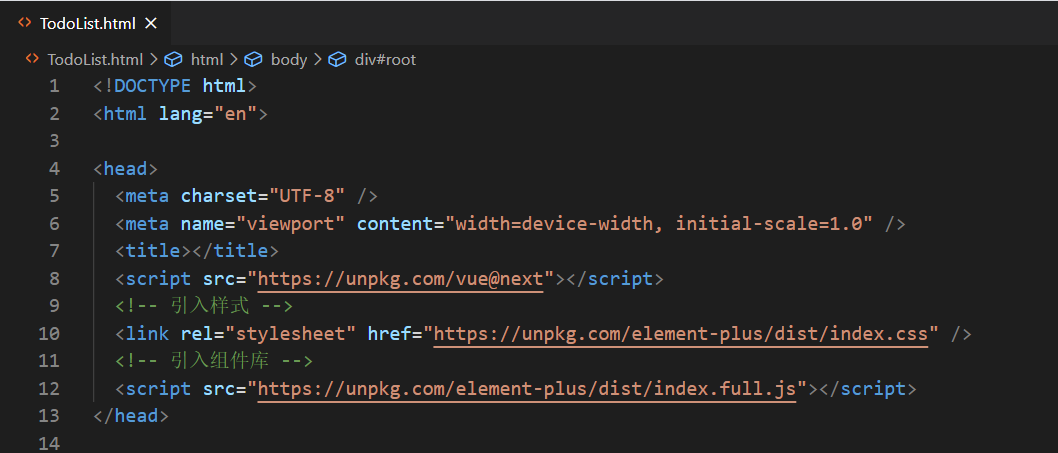 TodoList.html
TodoList.html > html > body > div#root
1 <!DOCTYPE html>
2 <html lang="en">
3
4 <head>
5 <meta charset="UTF-8" />
6 <meta name="viewport" content="width=device-width, initial-scale=1.0" />
7 <title></title>
8 <script src="https://unpkg.com/vue@next"></script>
9 <!-- 引入样式 -->
10 <link rel="stylesheet" href="https://unpkg.com/element-plus/dist/index.css" />
11 <!-- 引入组件库 -->
12 <script src="https://unpkg.com/element-plus/dist/index.full.js"></script>
13 </head>
14